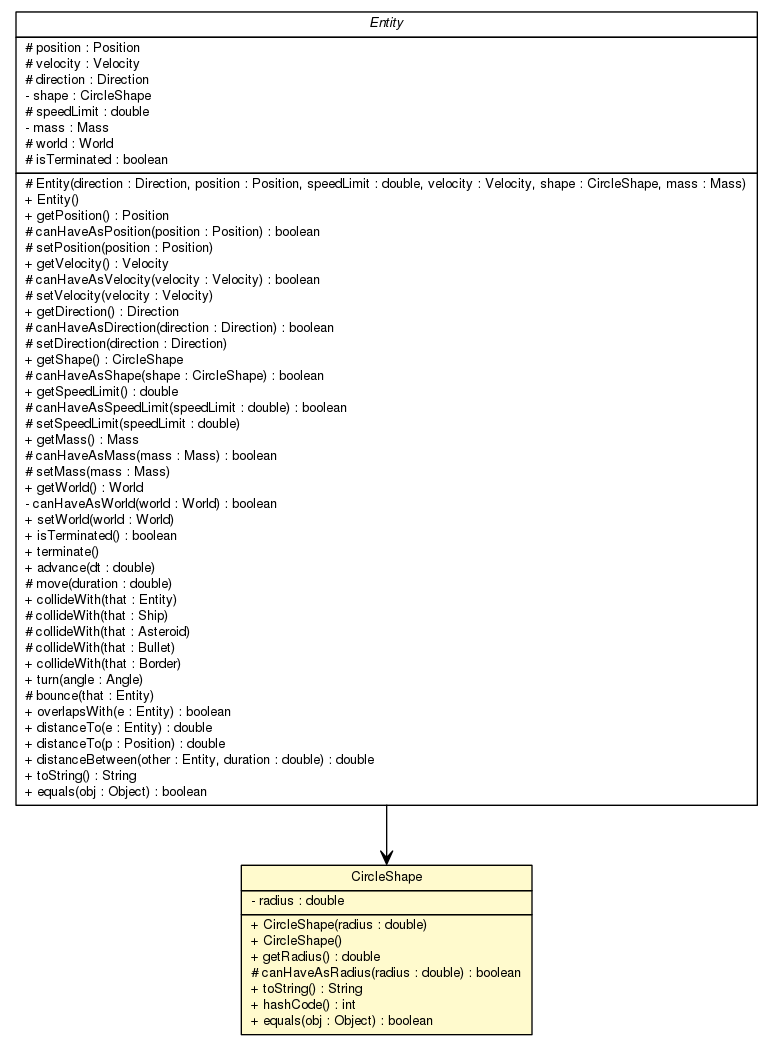 Entity
# position : Position
# velocity : Velocity
# direction : Direction
- shape : CircleShape
# speedLimit : double
- mass : Mass
# world : World
# isTerminated : boolean
# Entity(direction : Direction, position : Position, speedLimit : double, velocity : Velocity, shape : CircleShape, mass : Mass)
+ Entity()
+ getPosition() : Position
# canHaveAsPosition(position : Position) : boolean
# setPosition(position : Position)
+ getVelocity() : Velocity
# canHaveAsVelocity(velocity : Velocity) : boolean
# setVelocity(velocity : Velocity)
+ getDirection() : Direction
# canHaveAsDirection(direction : Direction) : boolean
# setDirection(direction : Direction)
+ getShape() : CircleShape
# canHaveAsShape(shape : CircleShape) : boolean
+ getSpeedLimit() : double
# canHaveAsSpeedLimit(speedLimit : double) : boolean
# setSpeedLimit(speedLimit : double)
+ getMass() : Mass
# canHaveAsMass(mass : Mass) : boolean
# setMass(mass : Mass)
+ getWorld() : World
- canHaveAsWorld(world : World) : boolean
+ setWorld(world : World)
+ isTerminated() : boolean
+ terminate()
+ advance(dt : double)
# move(duration : double)
+ collideWith(that : Entity)
# collideWith(that : Ship)
# collideWith(that : Asteroid)
# collideWith(that : Bullet)
+ collideWith(that : Border)
+ turn(angle : Angle)
# bounce(that : Entity)
+ overlapsWith(e : Entity) : boolean
+ distanceTo(e : Entity) : double
+ distanceTo(p : Position) : double
+ distanceBetween(other : Entity, duration : double) : double
+ toString() : String
+ equals(obj : Object) : boolean
CircleShape
- radius : double
+ CircleShape(radius : double)
+ CircleShape()
+ getRadius() : double
# canHaveAsRadius(radius : double) : boolean
+ toString() : String
+ hashCode() : int
+ equals(obj : Object) : boolean